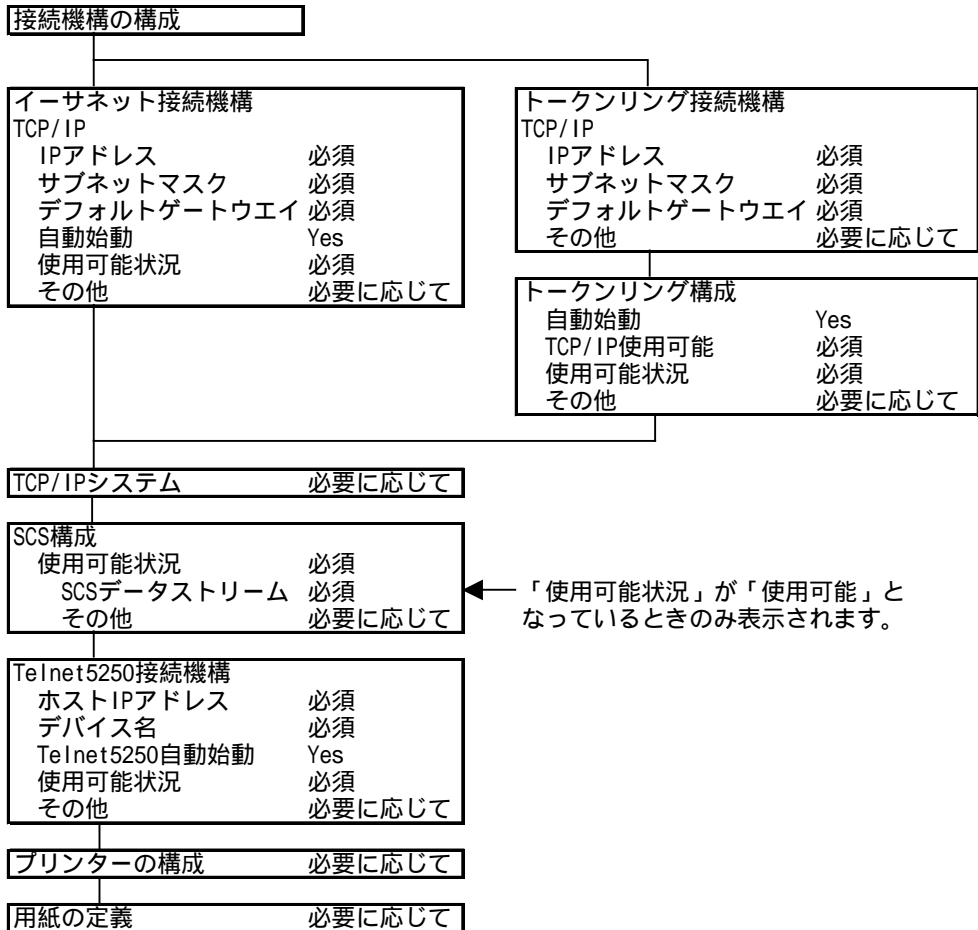 接続機構の構成
イーサネット接続機構
TCP/IP
IPアドレス 必須
サブネットマスク 必須
デフォルトゲートウエイ 必須
自動始動 Yes
使用可能状況 必須
その他 必要に応じて
トークンリング接続機構
TCP/IP
IPアドレス 必須
サブネットマスク 必須
デフォルトゲートウエイ 必須
その他 必要に応じて
トークンリング構成
自動始動 Yes
TCP/IP使用可能 必須
使用可能状況 必須
その他 必要に応じて
TCP/IPシステム 必要に応じて
SCS構成
使用可能状況 必須
SCSデータストリーム 必須
その他 必要に応じて
「使用可能状況」が「使用可能」と
なっているときのみ表示されます。
Telnet5250接続機構
ホストIPアドレス 必須
デバイス名 必須
Telnet5250自動始動 Yes
使用可能状況 必須
その他 必要に応じて
プリンターの構成 必要に応じて
用紙の定義 必要に応じて